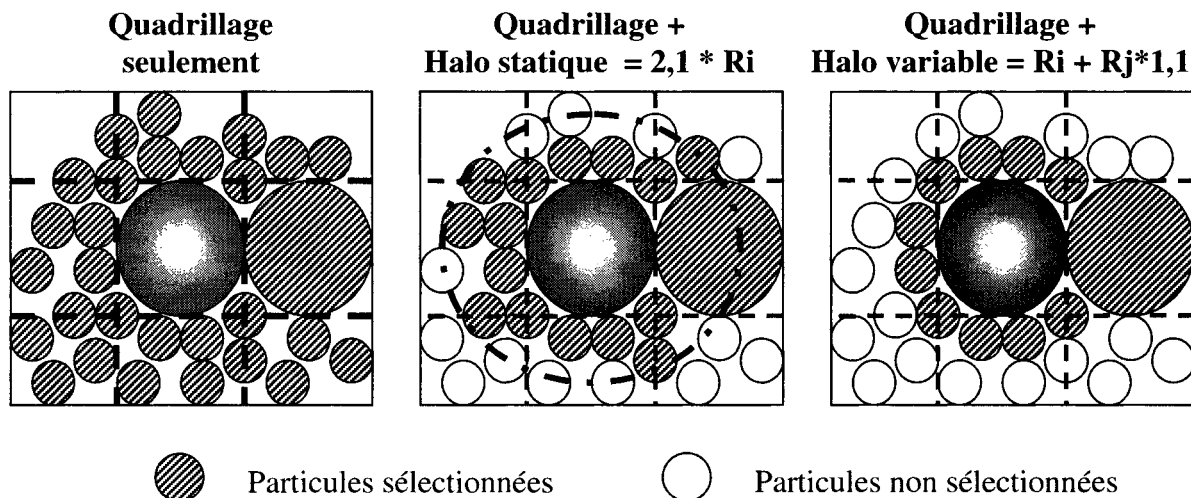 Quadrillage
seulement
Quadrillage +
Halo statique = 2,1 * Ri
Quadrillage +
Halo variable = Ri + Rj*1,1
Particules sélectionnées
Particules non sélectionnées